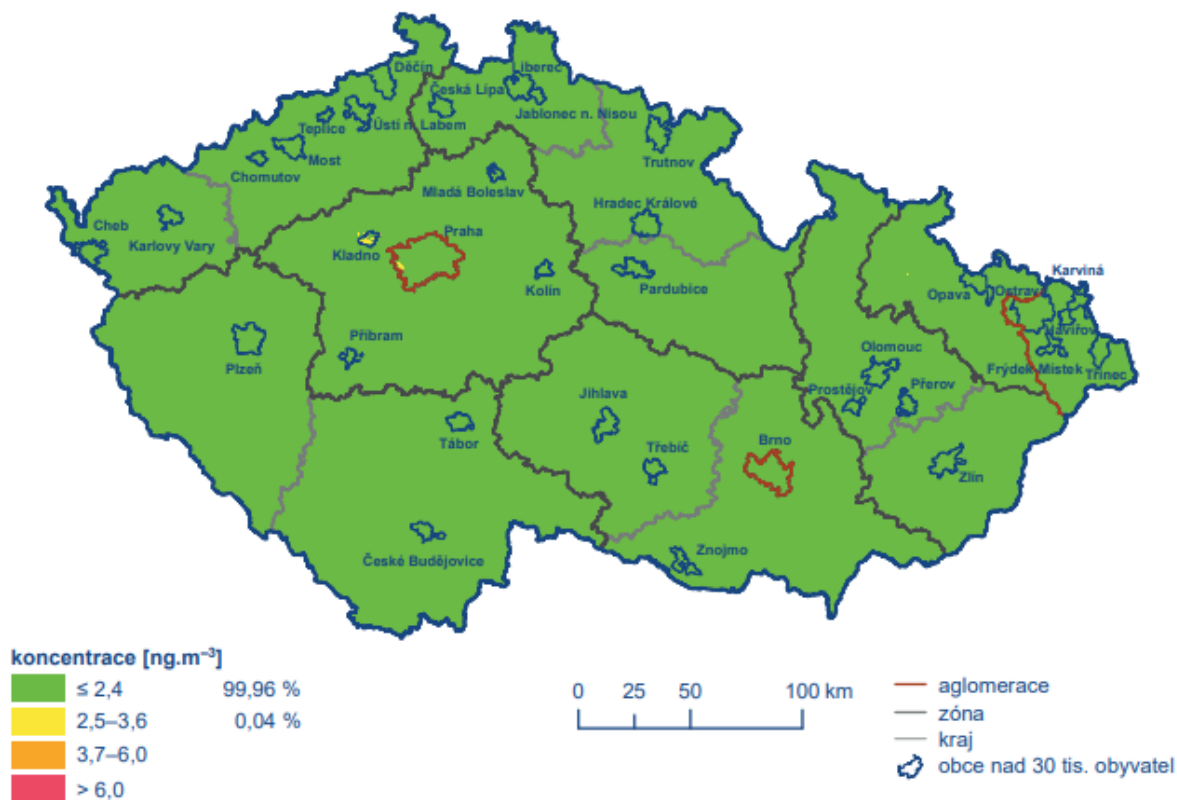 Děčín
Liberec
Česká Lípa
Jablonec n. Nisou
Teplice
Ústí n. Labem
Most
Chomutov
Trutnov
Mladá Boleslav
Hradec Králové
Cheb
Karlovy Vary
Praha
Kladno
Kolín
Pardubice
Karviná
Opava
Ostrava
Havířov
Příbram
Plzeň
Olomouc
Frýdek Místek
Třinec
Prostějov
Přerov
Jihlava
Tábor
Třebíč
Brno
Zlín
České Budějovice
Znojmo
koncentrace [ng.m⁻³]
≤ 2,4 99,96 %
2,5–3,6 0,04 %
3,7–6,0
> 6,0
0 25 50 100 km
aglomerace
zóna
kraj
obce nad 30 tis. obyvatel